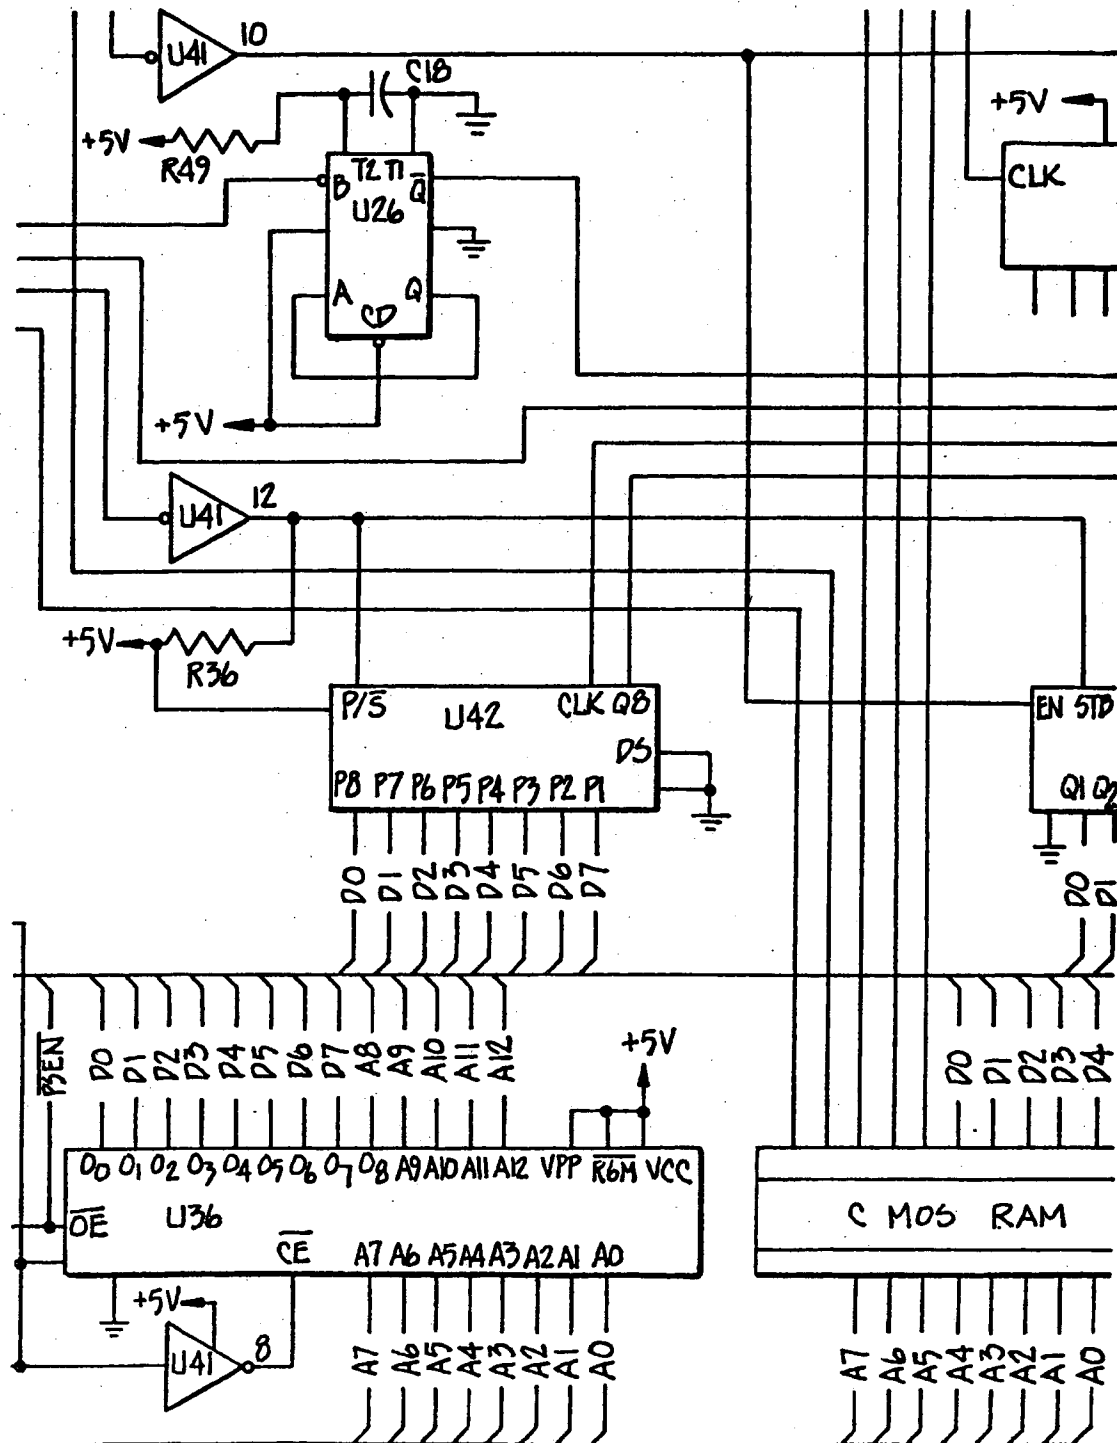 U41 10
C18
+5V
+5V
R49
T2 T1
B Q̅
U26
CLK
A Q
CD
+5V
U41 12
+5V
R36
P/S̅ U42 CLK Q8
DS
P8 P7 P6 P5 P4 P3 P2 P1
EN STB
Q1 Q2
D0 D1 D2 D3 D4 D5 D6 D7
D0 D1
P̅S̅E̅N̅ D0 D1 D2 D3 D4 D5 D6 D7 A8 A9 A10 A11 A12
+5V
D0 D1 D2 D3 D4
O0 O1 O2 O3 O4 O5 O6 O7 O8 A9 A10 A11 A12 VPP R̅G̅M̅ VCC
O̅E̅ U36
C MOS RAM
C̅E̅ A7 A6 A5 A4 A3 A2 A1 A0
+5V
U41 8
A7 A6 A5 A4 A3 A2 A1 A0
A7 A6 A5 A4 A3 A2 A1 A0